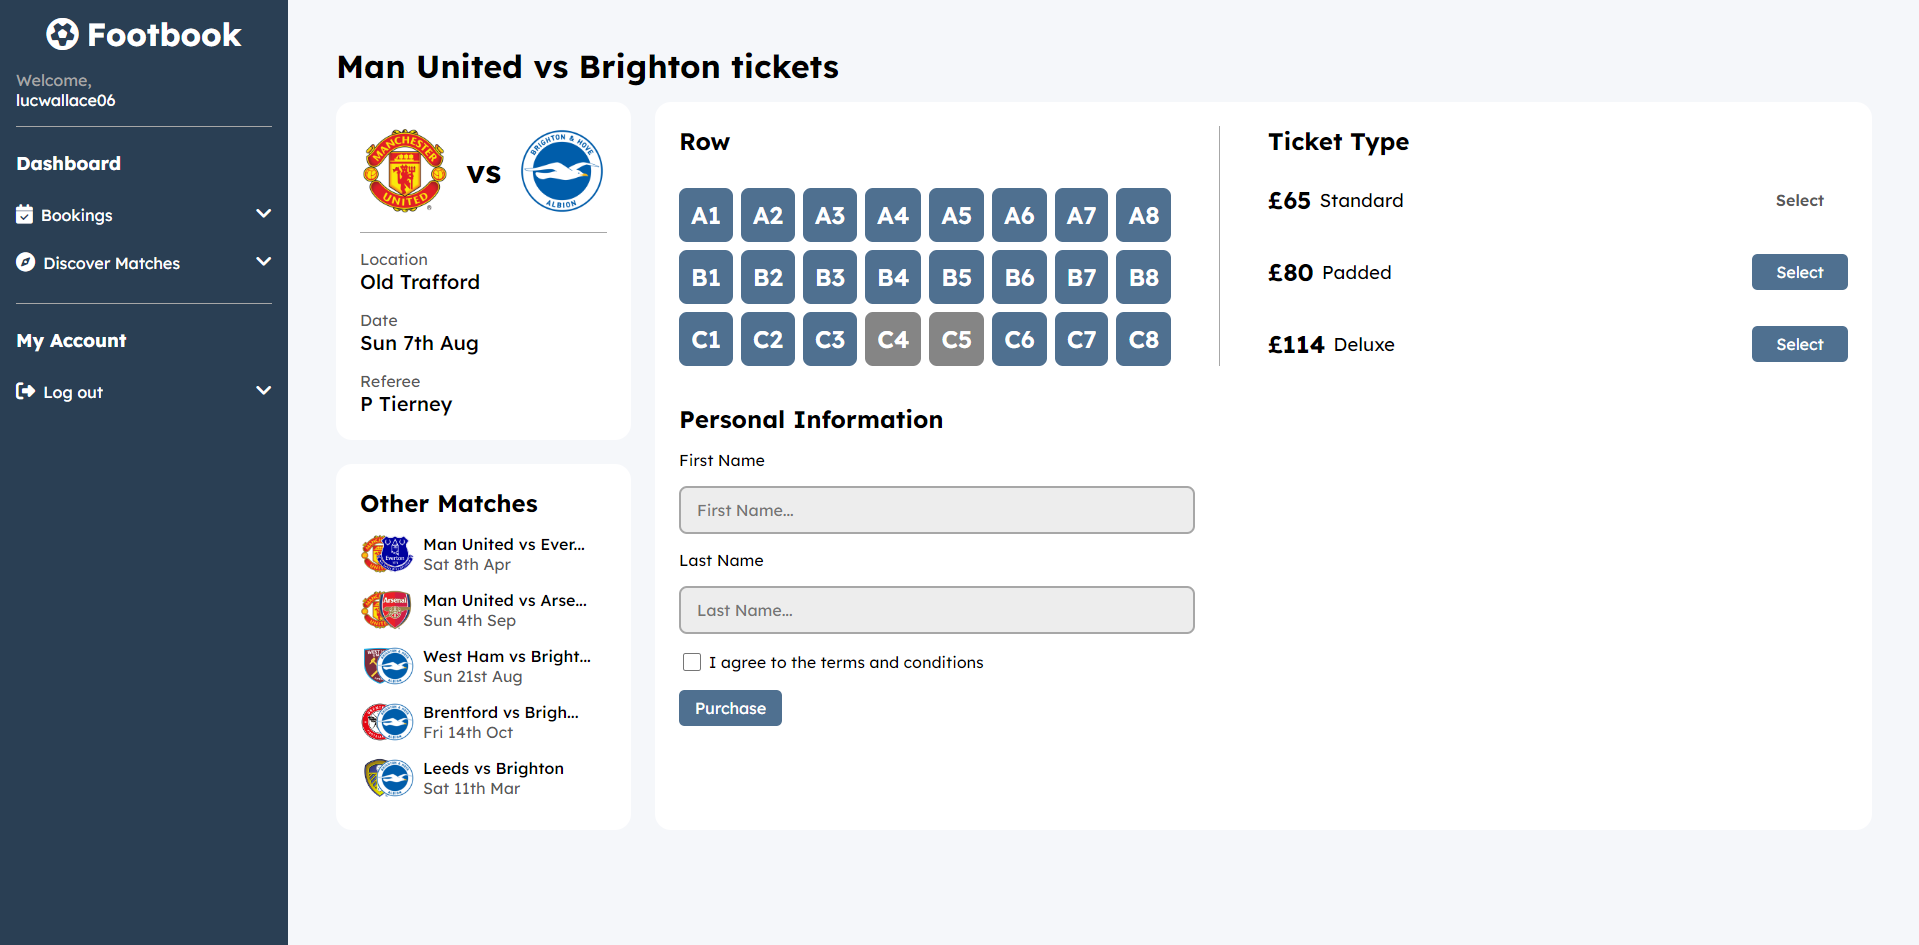 Footbook
Welcome,
lucwallace06
Dashboard
Bookings
Discover Matches
My Account
Log out
Man United vs Brighton tickets
MANCHESTER
UNITED
vs
BRIGHTON & HOVE
ALBION
Location
Old Trafford
Date
Sun 7th Aug
Referee
P Tierney
Other Matches
Everton
Man United vs Ever...
Sat 8th Apr
Arsenal
Man United vs Arse...
Sun 4th Sep
West Ham vs Bright...
Sun 21st Aug
Brentford vs Brigh...
Fri 14th Oct
Leeds vs Brighton
Sat 11th Mar
Row
A1 A2 A3 A4 A5 A6 A7 A8
B1 B2 B3 B4 B5 B6 B7 B8
C1 C2 C3 C4 C5 C6 C7 C8
Ticket Type
£65 Standard Select
£80 Padded Select
£114 Deluxe Select
Personal Information
First Name
First Name...
Last Name
Last Name...
I agree to the terms and conditions
Purchase